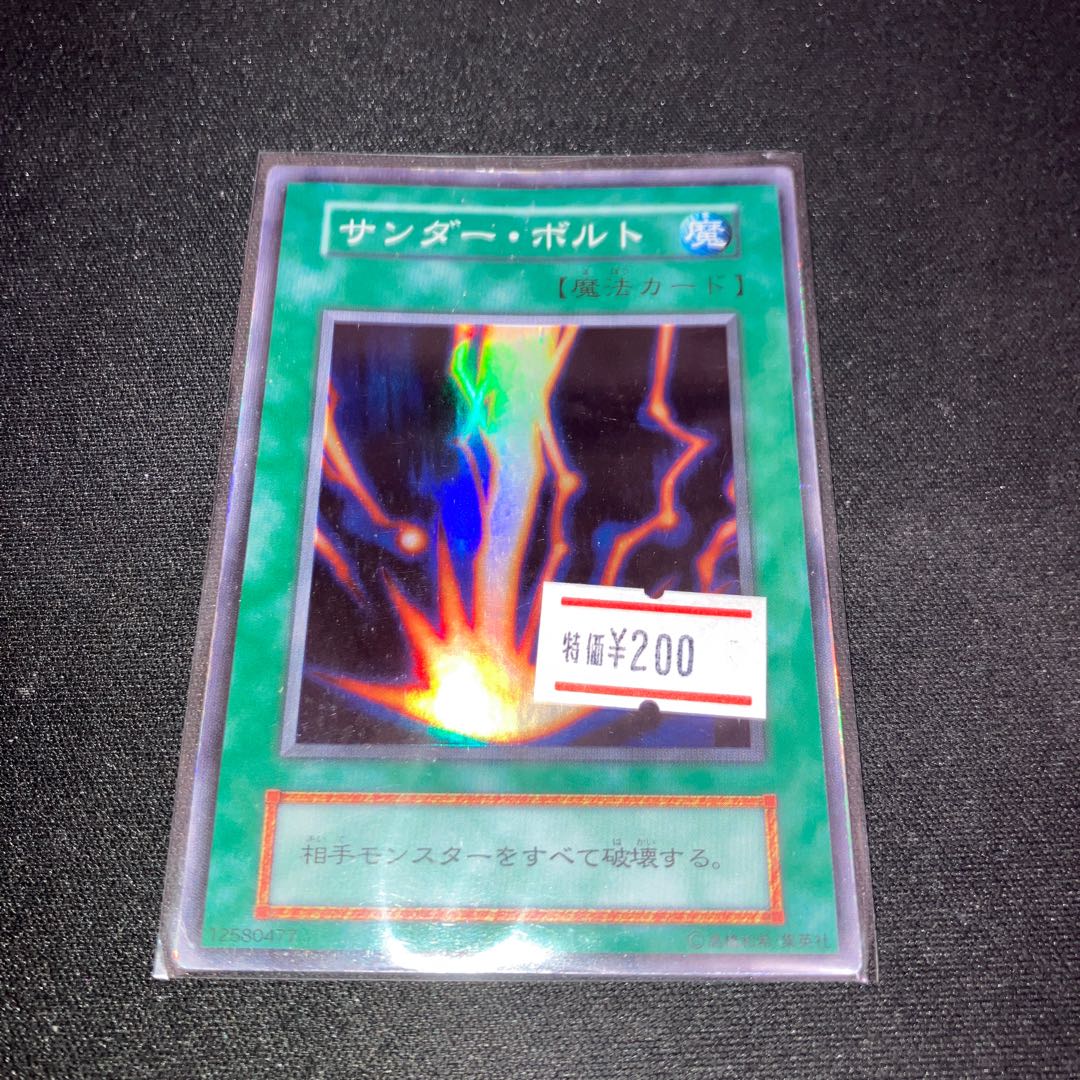 サンダー・ボルト 魔
【魔法カード】
特価¥200
相手モンスターをすべて破壊する。
12580477
©高橋和希/集英社